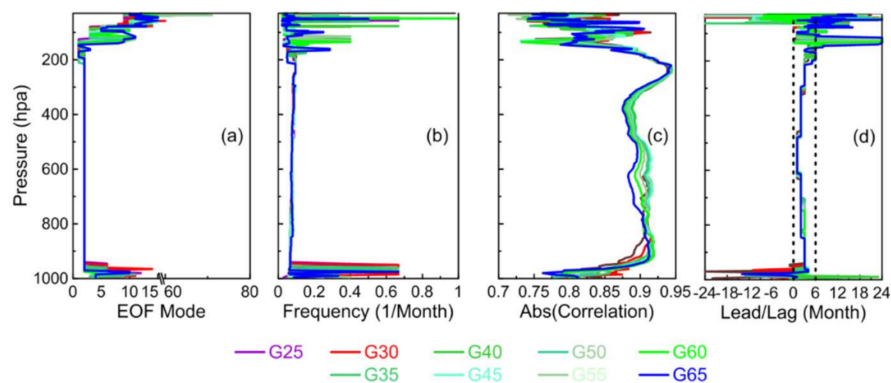 Pressure (hpa)
200
400
600
800
1000
(a)
(b)
(c)
(d)
0 5 10 15 60 80
0 0.2 0.4 0.6 0.8 1
0.7 0.8 0.85 0.9 0.95
-24 -18 -12 -6 0 6 12 18 24
EOF Mode
Frequency (1/Month)
Abs(Correlation)
Lead/Lag (Month)
G25 G30 G40 G50 G60
G35 G45 G55 G65